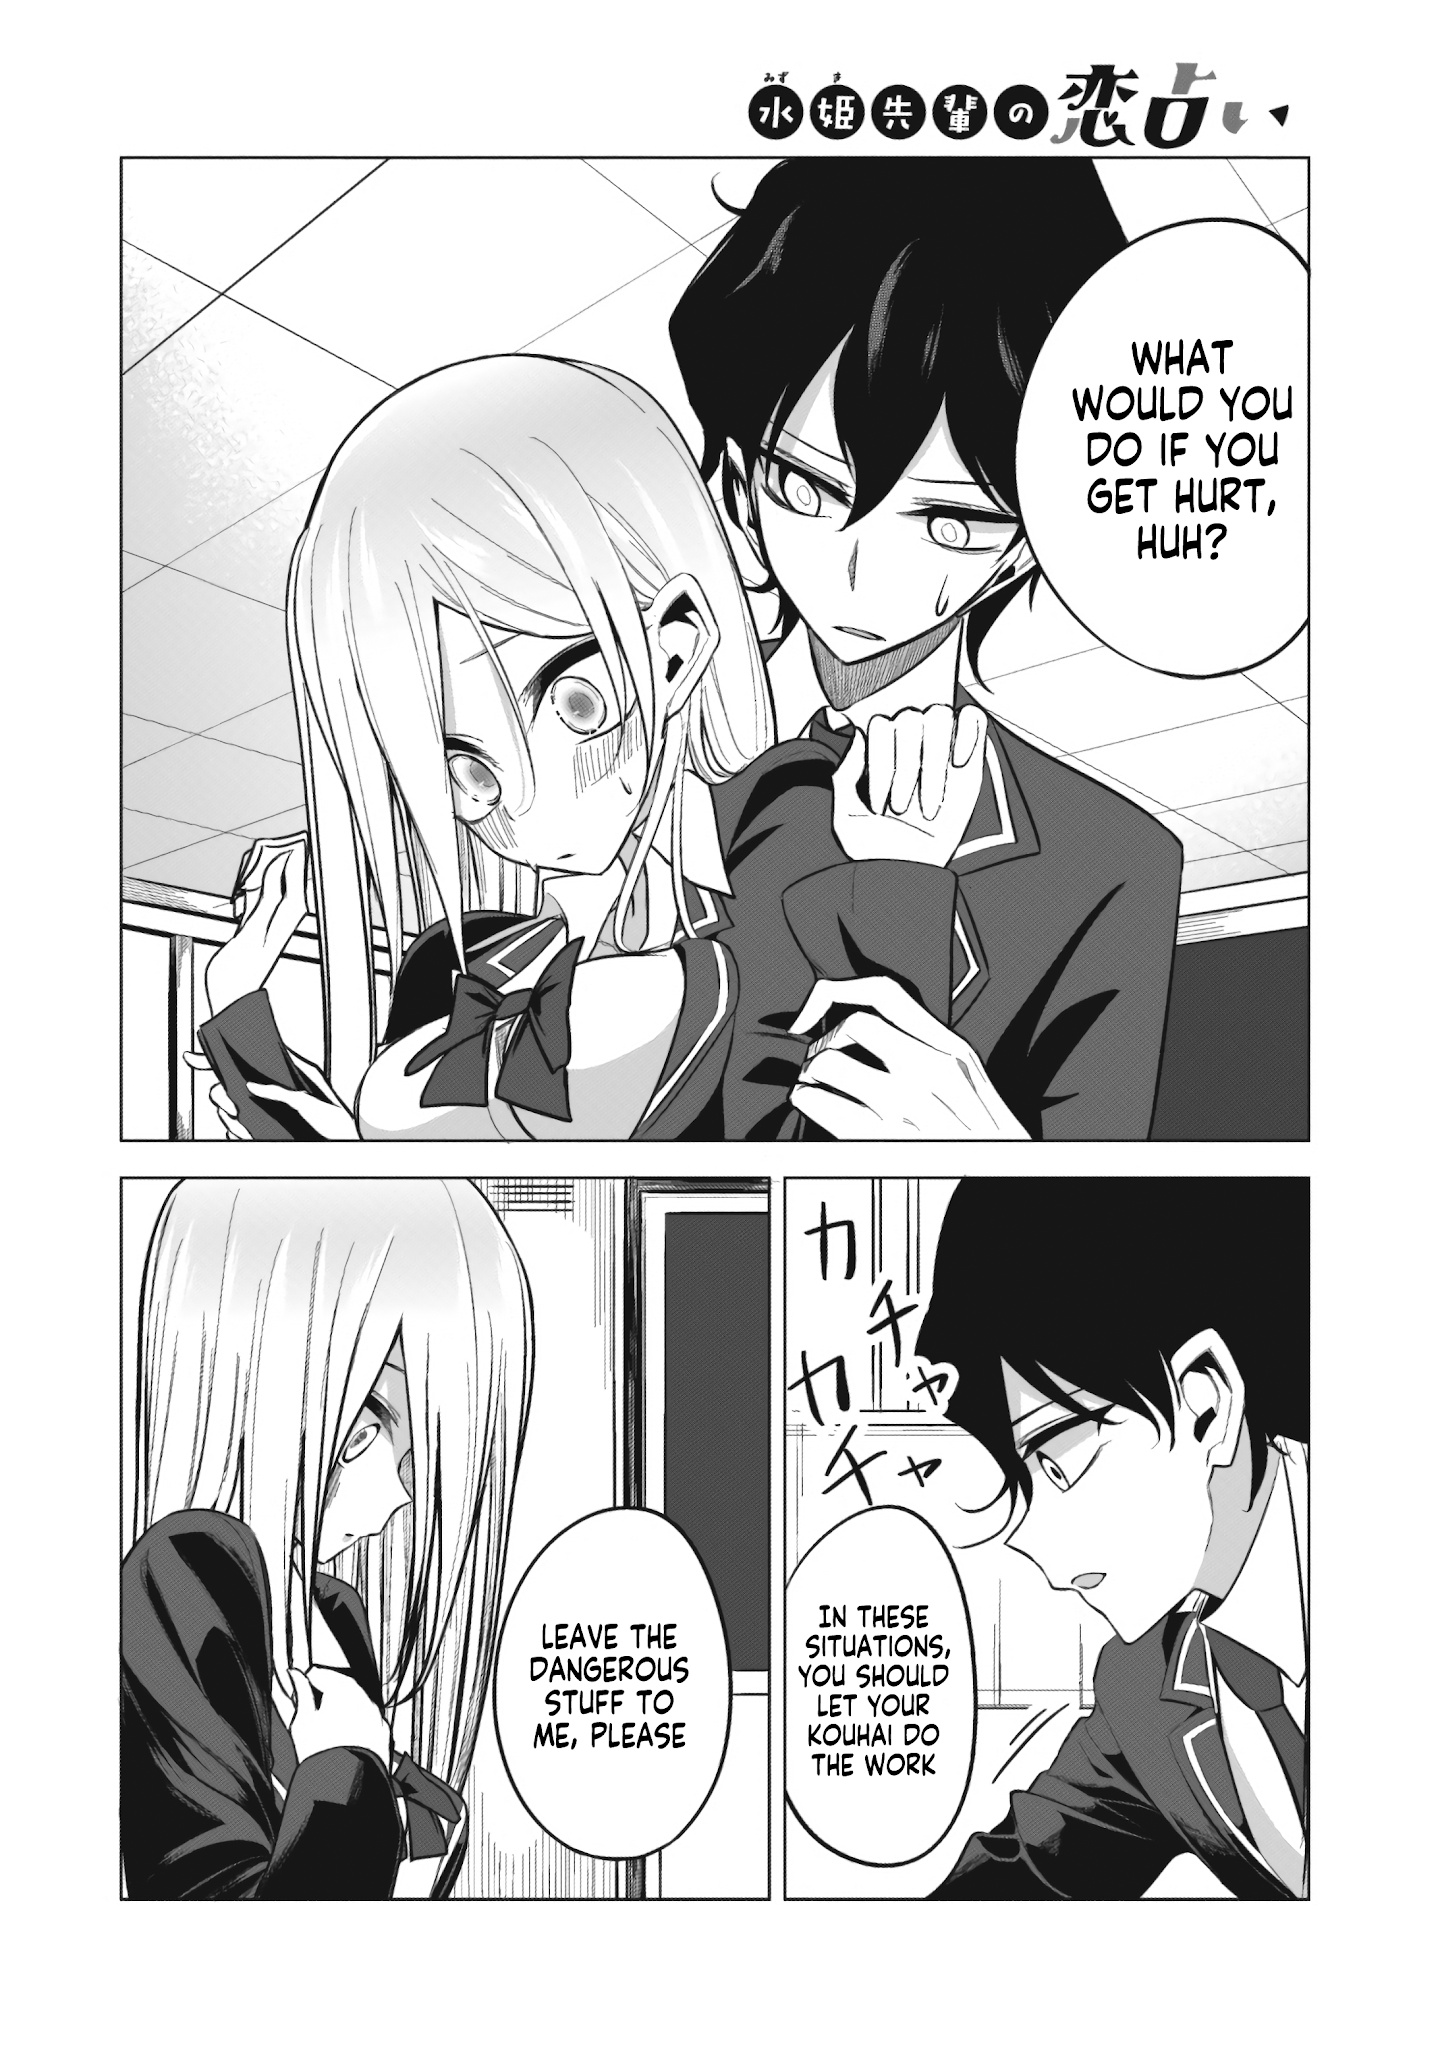 みずき
水姫先輩の恋占い
WHAT
WOULD YOU
DO IF YOU
GET HURT,
HUH?
カチャ
カチャ
IN THESE
SITUATIONS,
YOU SHOULD
LET YOUR
KOUHAI DO
THE WORK
LEAVE THE
DANGEROUS
STUFF TO
ME, PLEASE